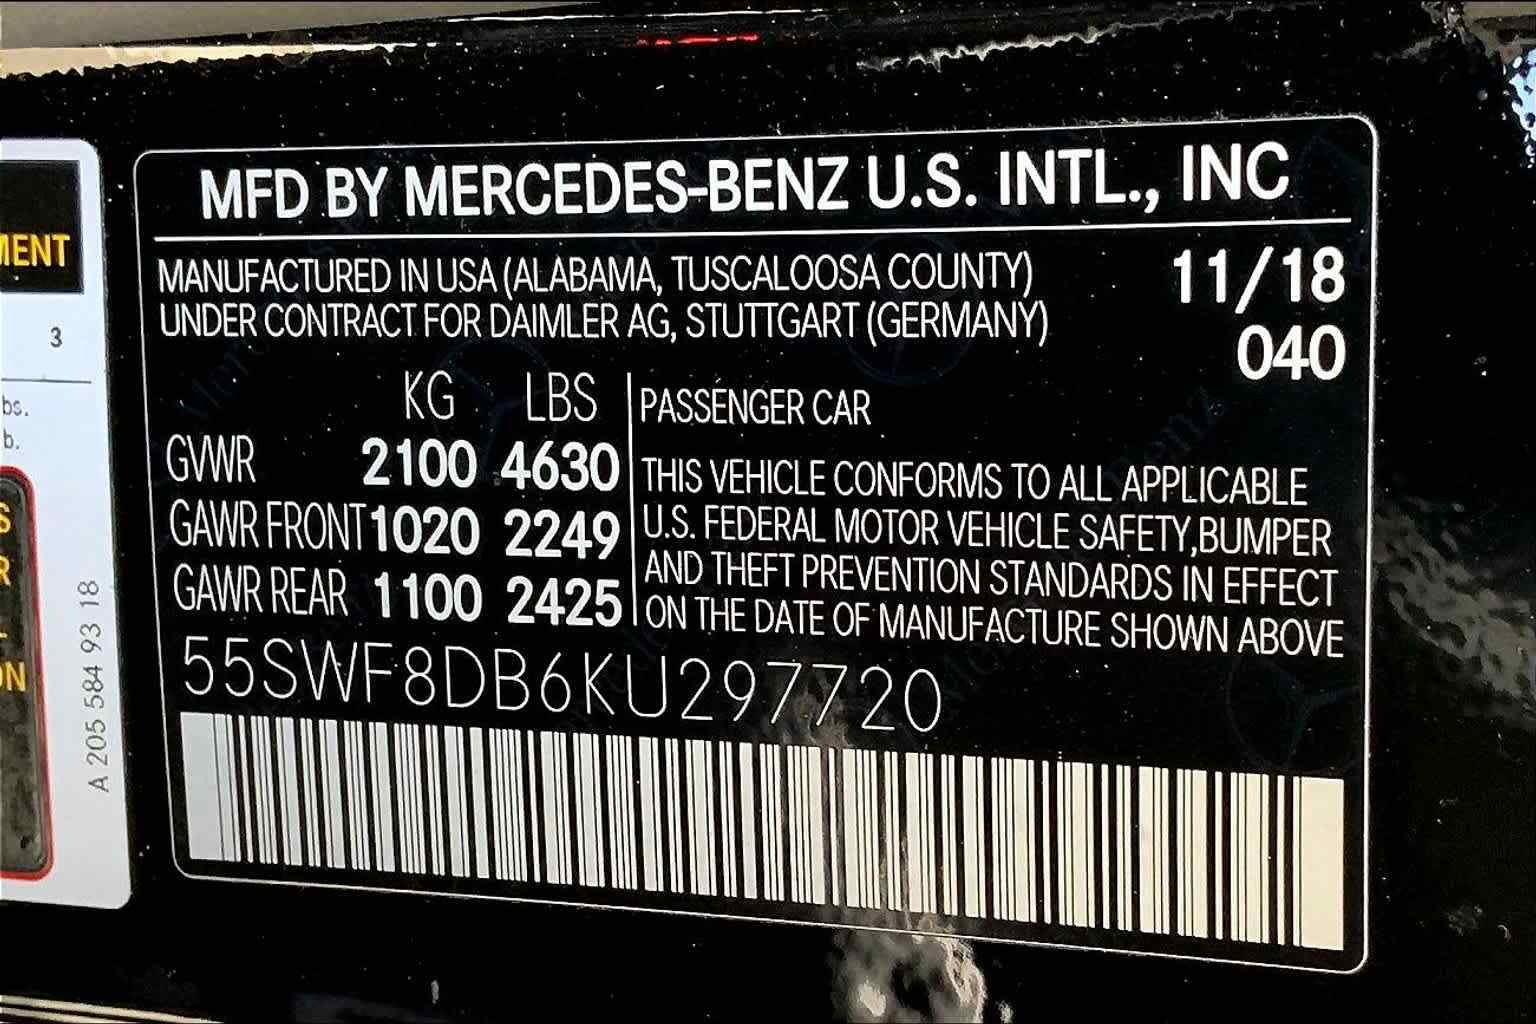 MENT
3
bs.
b.
S
R
L
ON
A 205 584 93 18
MFD BY MERCEDES-BENZ U.S. INTL., INC
MANUFACTURED IN USA (ALABAMA, TUSCALOOSA COUNTY) 11/18
UNDER CONTRACT FOR DAIMLER AG, STUTTGART (GERMANY)
040
KG LBS
GVWR 2100 4630
GAWR FRONT 1020 2249
GAWR REAR 1100 2425
PASSENGER CAR
THIS VEHICLE CONFORMS TO ALL APPLICABLE
U.S. FEDERAL MOTOR VEHICLE SAFETY,BUMPER
AND THEFT PREVENTION STANDARDS IN EFFECT
ON THE DATE OF MANUFACTURE SHOWN ABOVE
55SWF8DB6KU297720